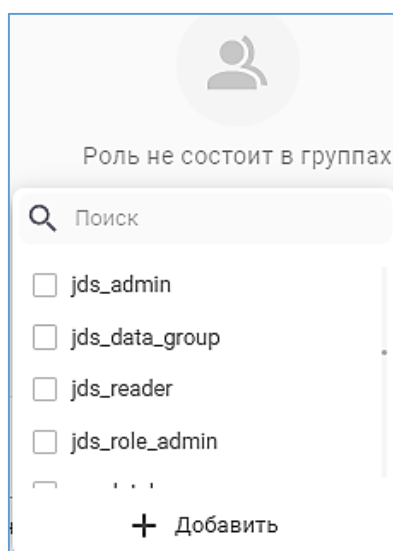 Роль не состоит в группах
Поиск
jds_admin
jds_data_group
jds_reader
jds_role_admin
Добавить